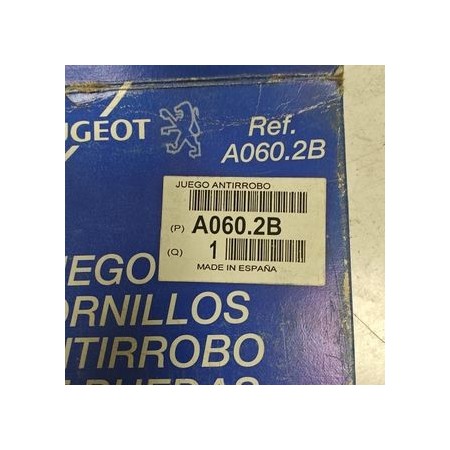 UGEOT
Ref.
A060.2B
JUEGO ANTIRROBO
(P) A060.2B
(Q) 1
MADE IN ESPAÑA
UEGO
ORNILLOS
NTIRROBO